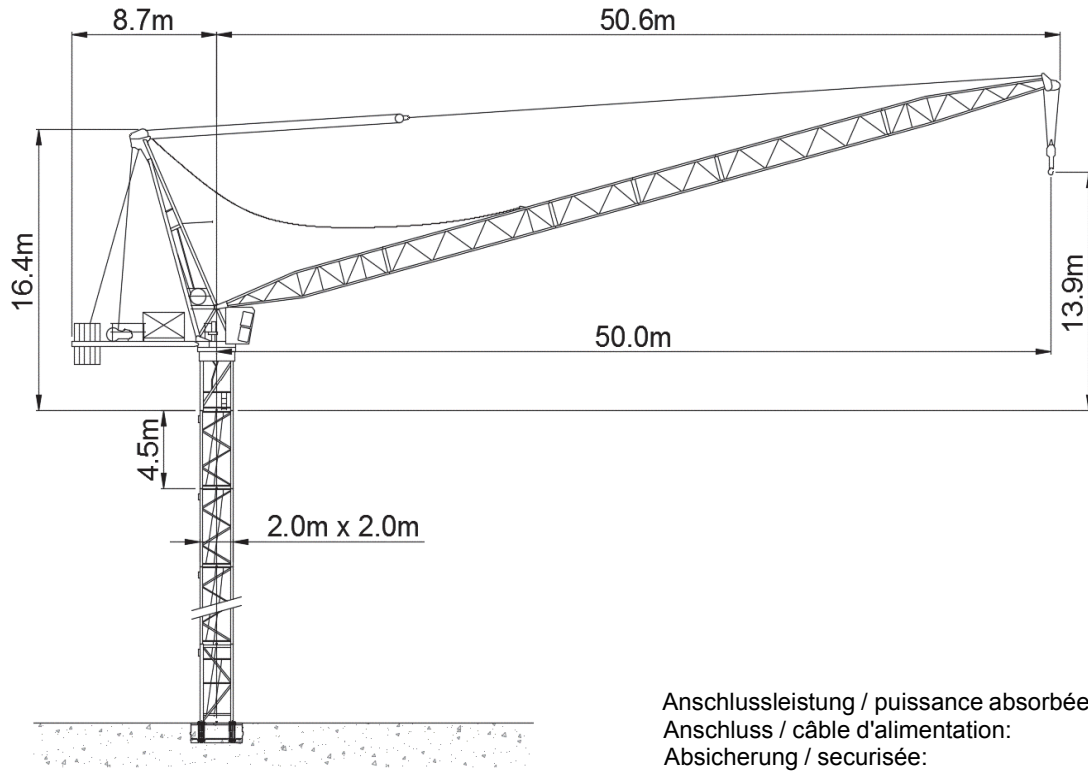 8.7m
50.6m
16.4m
13.9m
50.0m
4.5m
2.0m x 2.0m
Anschlussleistung / puissance absorbée
Anschluss / câble d'alimentation:
Absicherung / securisée: